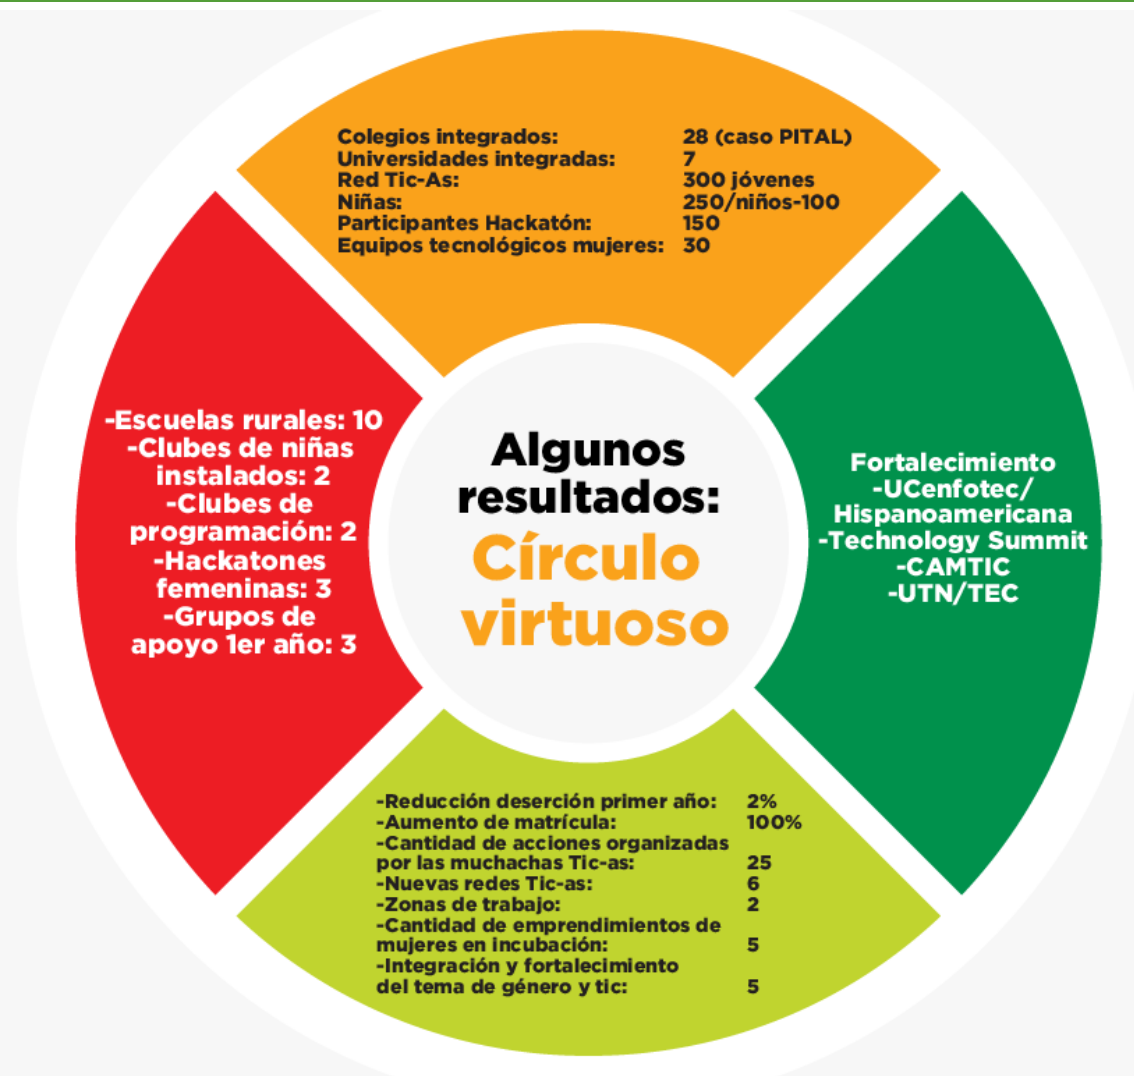 Colegios integrados: 28 (caso PITAL)
Universidades integradas: 7
Red Tic-As: 300 jóvenes
Niñas: 250/niños-100
Participantes Hackatón: 150
Equipos tecnológicos mujeres: 30
-Escuelas rurales: 10
-Clubes de niñas
instalados: 2
-Clubes de
programación: 2
-Hackatones
femeninas: 3
-Grupos de
apoyo 1er año: 3
Algunos
resultados:
Círculo
virtuoso
Fortalecimiento
-UCenfotec/
Hispanoamericana
-Technology Summit
-CAMTIC
-UTN/TEC
-Reducción deserción primer año: 2%
-Aumento de matrícula: 100%
-Cantidad de acciones organizadas
por las muchachas Tic-as: 25
-Nuevas redes Tic-as: 6
-Zonas de trabajo: 2
-Cantidad de emprendimientos de
mujeres en incubación: 5
-Integración y fortalecimiento
del tema de género y tic: 5